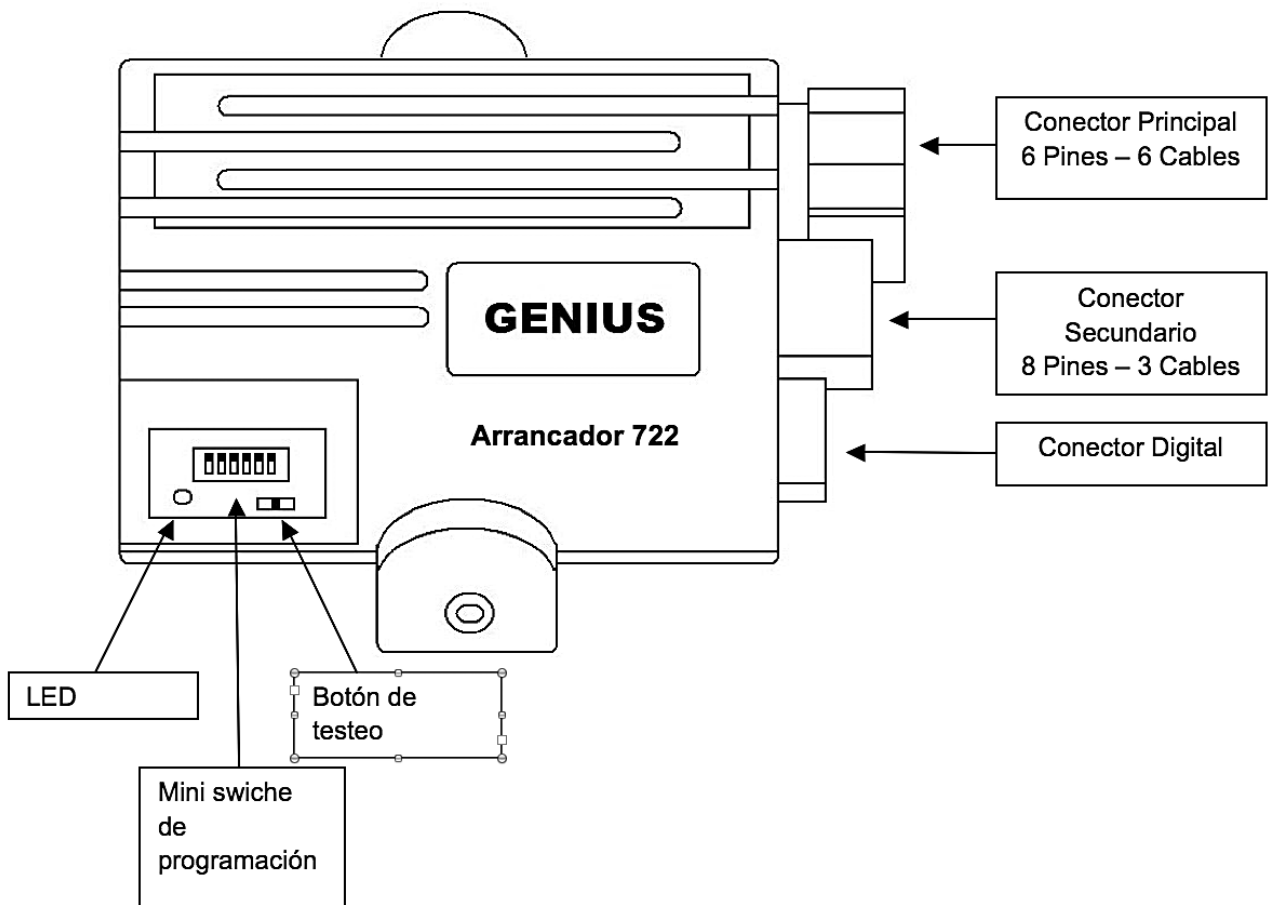 Conector Principal
6 Pines – 6 Cables
GENIUS
Conector
Secundario
8 Pines – 3 Cables
Arrancador 722
Conector Digital
LED
Botón de
testeo
Mini swiche
de
programación